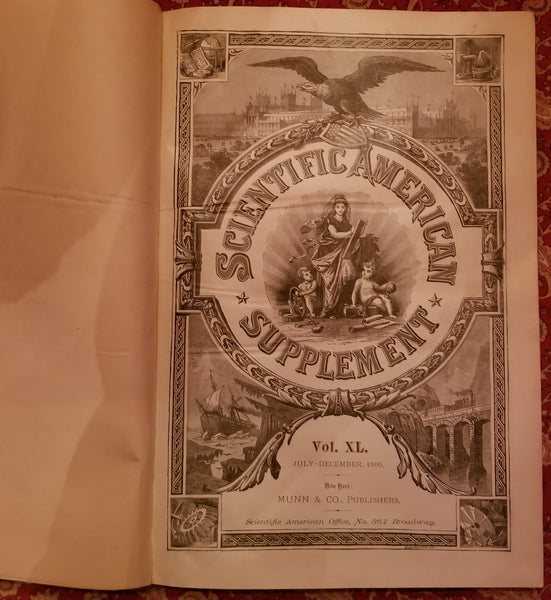 SCIENTIFIC AMERICAN
SUPPLEMENT
Vol. XL.
JULY–DECEMBER, 1895.
New York:
MUNN & CO., PUBLISHERS,
Scientific American Office, No. 361 Broadway.